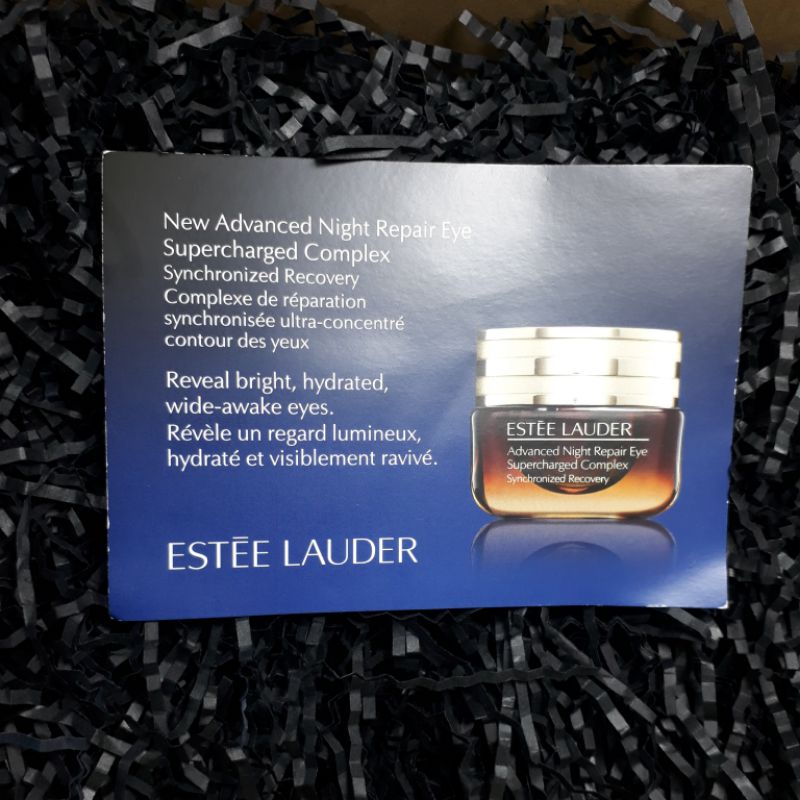 New Advanced Night Repair Eye
Supercharged Complex
Synchronized Recovery
Complexe de réparation
synchronisée ultra-concentré
contour des yeux
Reveal bright, hydrated,
wide-awake eyes.
Révèle un regard lumineux,
hydraté et visiblement ravivé.
ESTĒE LAUDER
ESTĒE LAUDER
Advanced Night Repair Eye
Supercharged Complex
Synchronized Recovery